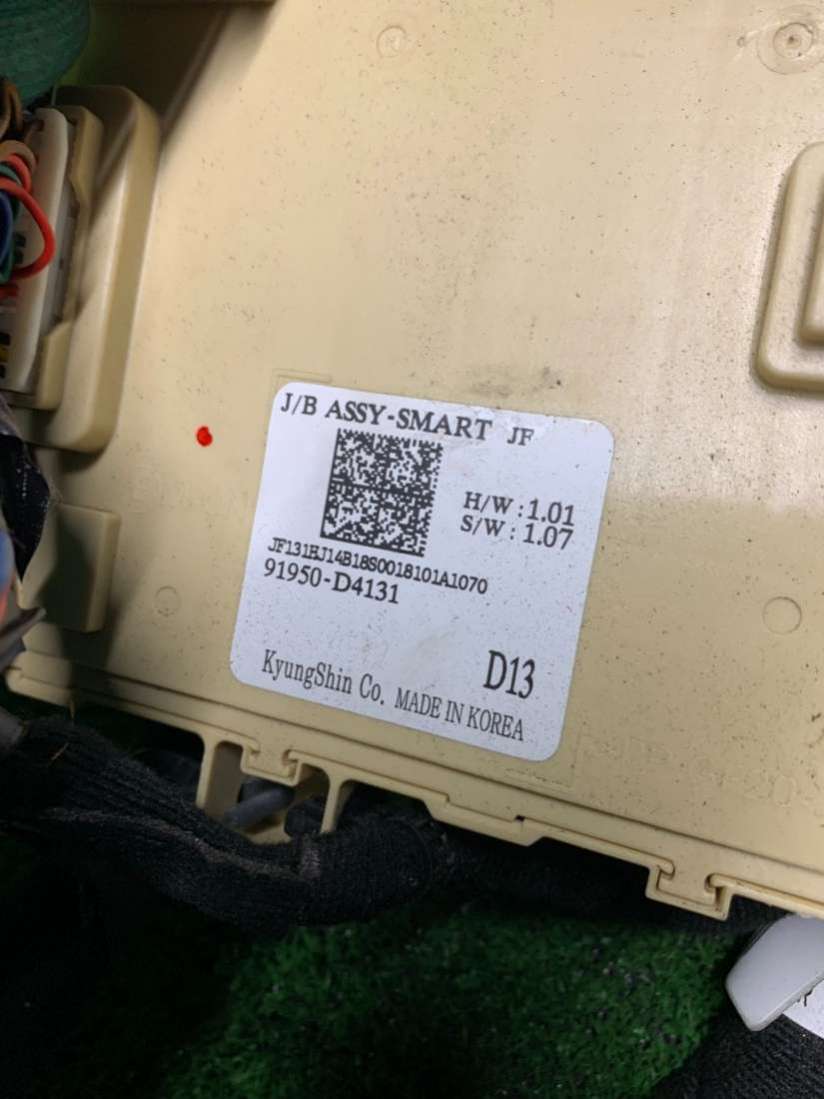 J/B ASSY-SMART JF
H/W : 1.01
S/W : 1.07
JF131HJ14B18S0018101A1070
91950-D4131
D13
KyungShin Co. MADE IN KOREA